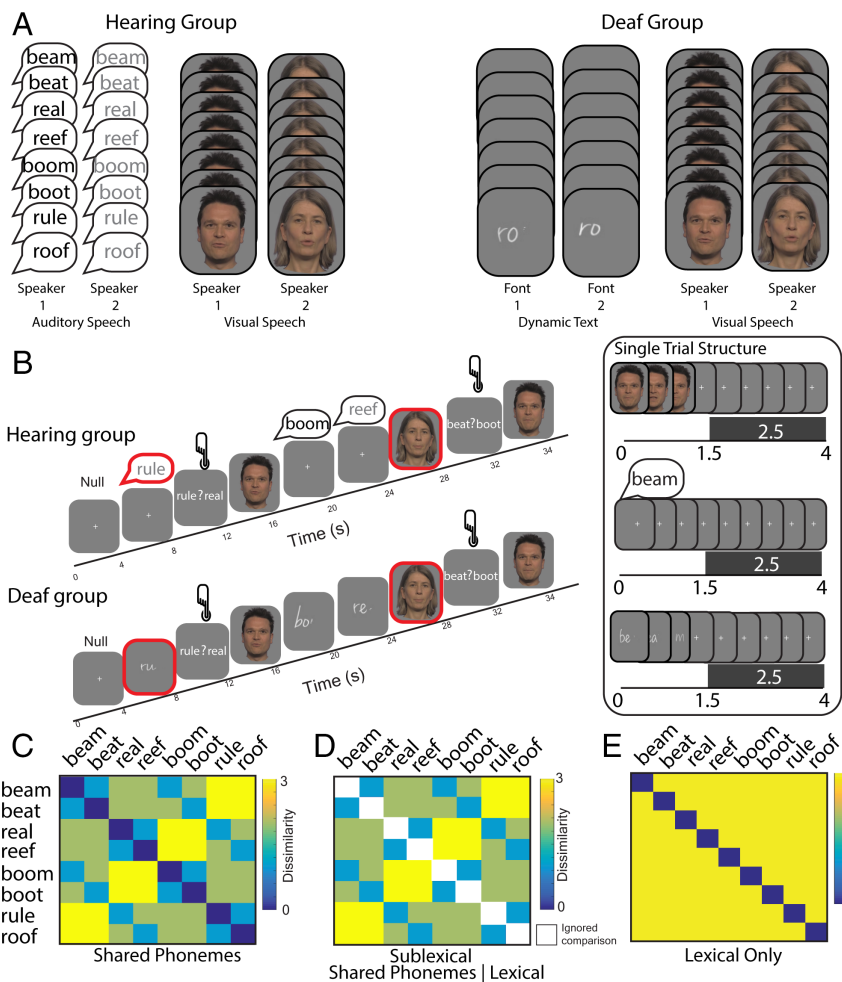 A
Hearing Group
Deaf Group
beam beam
beat beat
real real
reef reef
boom boom
boot boot
rule rule
roof roof
ro ro
Speaker Speaker Speaker Speaker Font Font Speaker Speaker
1 2 1 2 1 2 1 2
Auditory Speech Visual Speech Dynamic Text Visual Speech
B
Hearing group
Null
rule
rule?real
boom
reef
beat?boot
0 4 8 12 16 20 24 28 32 34
Time (s)
Deaf group
Null
ru
rule?real
bo
re
beat?boot
0 4 8 12 16 20 24 28 32 34
Time (s)
Single Trial Structure
2.5
0 1.5 4
beam
2.5
0 1.5 4
be ea m
2.5
0 1.5 4
C
beam beat real reef boom boot rule roof
beam
beat
real
reef
boom
boot
rule
roof
3
Dissimilarity
0
Shared Phonemes
D
beam beat real reef boom boot rule roof
3
Dissimilarity
0
Ignored
comparison
Sublexical
Shared Phonemes | Lexical
E
beam beat real reef boom boot rule roof
Lexical Only